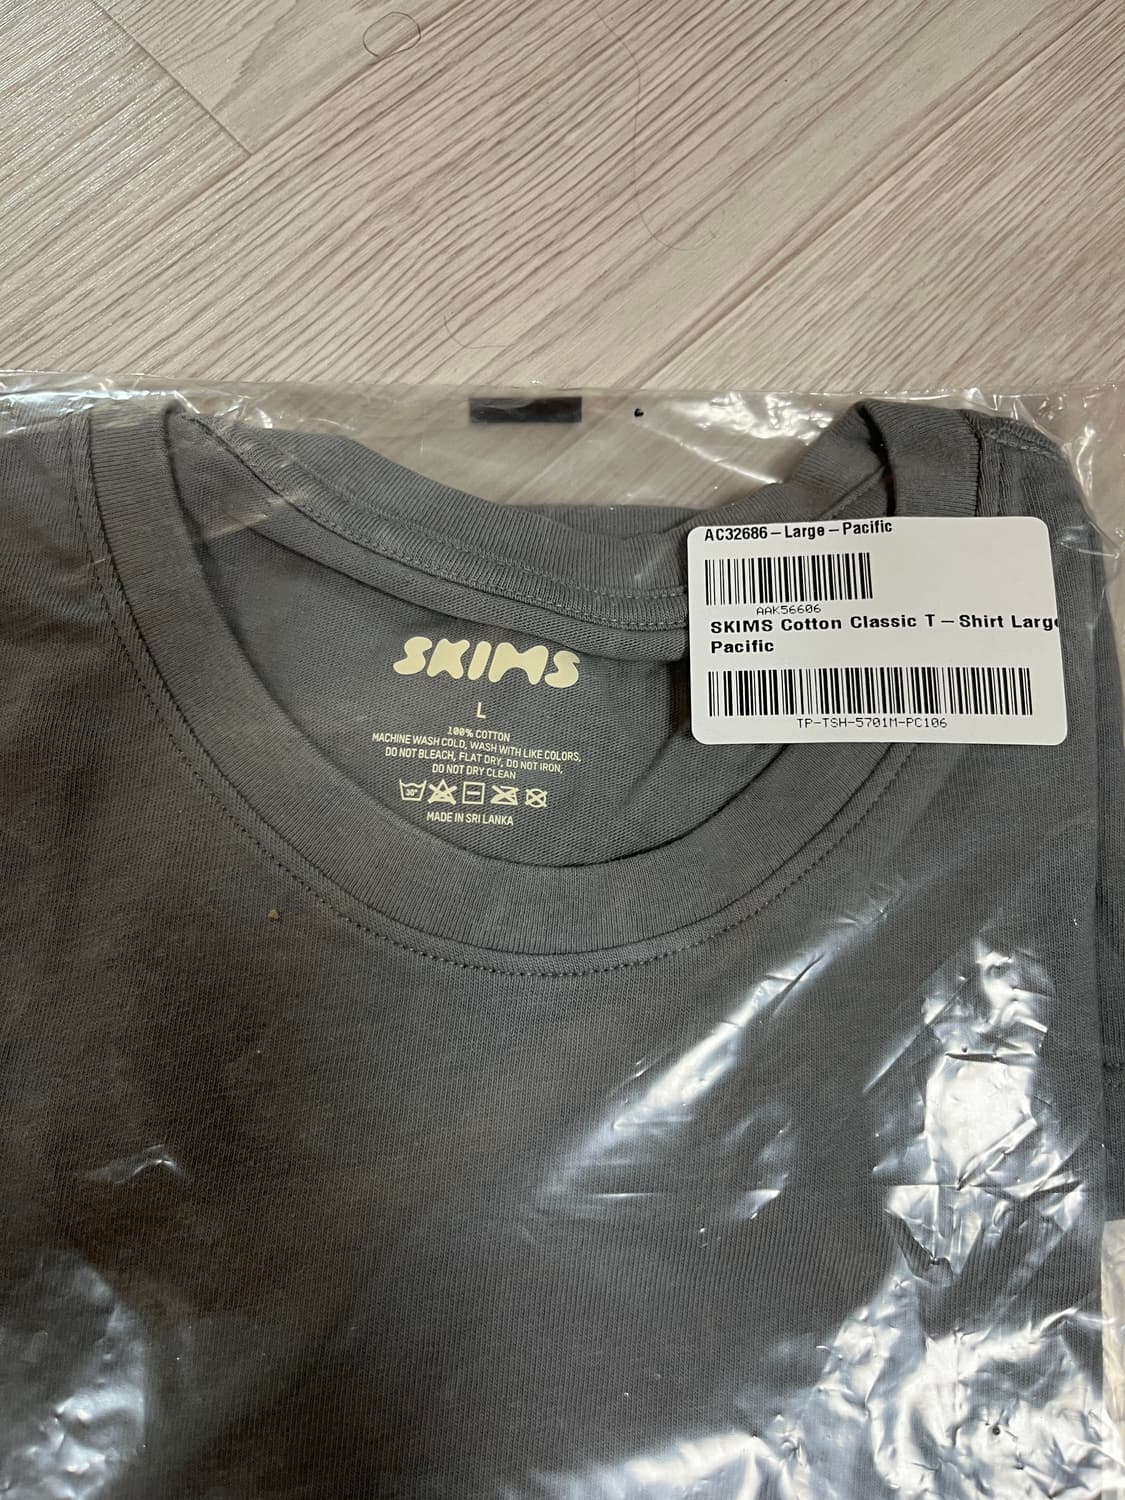 AC32686-Large-Pacific
AAK56606
SKIMS Cotton Classic T-Shirt Large
Pacific
TP-TSH-5701M-PC106
SKIMS
L
100% COTTON
MACHINE WASH COLD, WASH WITH LIKE COLORS,
DO NOT BLEACH, FLAT DRY, DO NOT IRON,
DO NOT DRY CLEAN
30°
MADE IN SRI LANKA